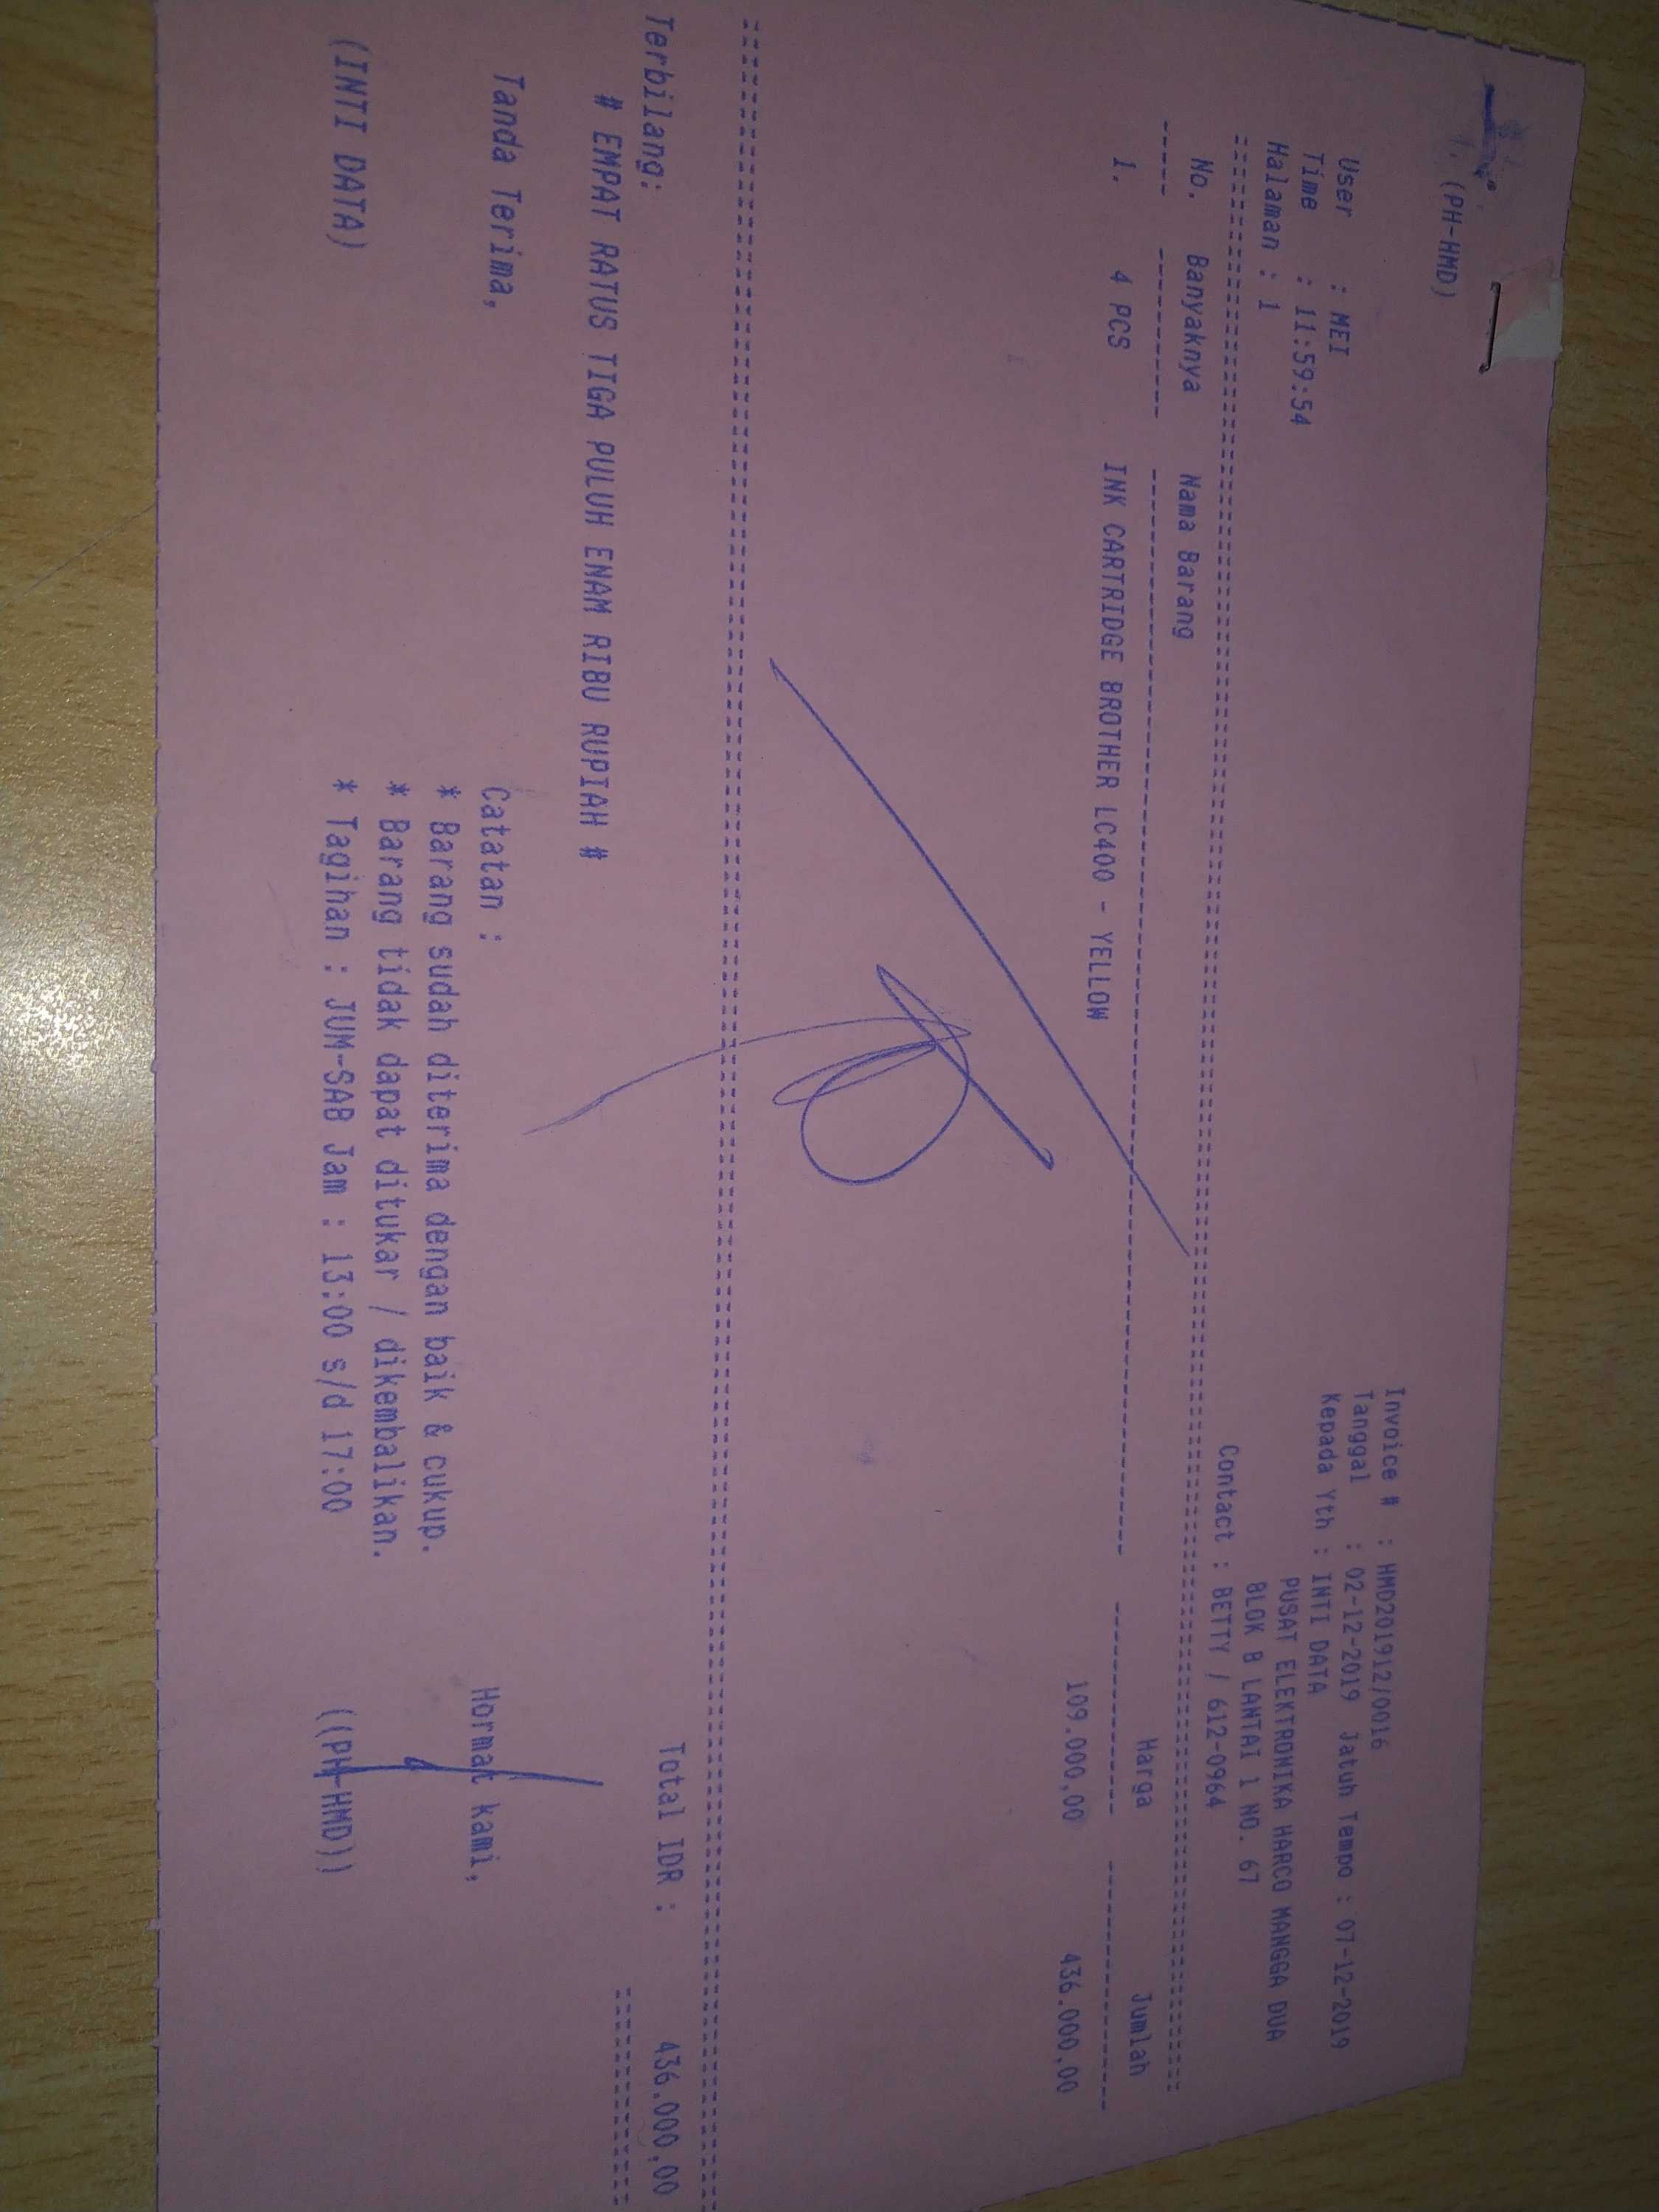 (PH-HMD)
Invoice # : HMD201912/0016
User : MEI
Tanggal : 02-12-2019 Jatuh Tempo : 07-12-2019
Time : 11:59:54
Kepada Yth : INTI DATA
Halaman : 1
PUSAT ELEKTRONIKA HARCO MANGGA DUA
BLOK B LANTAI 1 NO. 67
Contact : BETTY / 612-0964
No. Banyaknya Nama Barang Harga Jumlah
1. 4 PCS INK CARTRIDGE BROTHER LC400 - YELLOW 109.000,00 436.000,00
Terbilang: Total IDR : 436.000,00
# EMPAT RATUS TIGA PULUH ENAM RIBU RUPIAH #
Tanda Terima, Catatan : Hormat kami,
* Barang sudah diterima dengan baik & cukup.
* Barang tidak dapat ditukar / dikembalikan.
(INTI DATA) * Tagihan : JUM-SAB Jam : 13:00 s/d 17:00 ((PH-HMD))